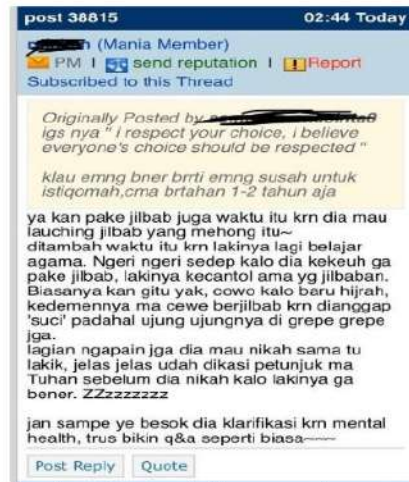 post 38815 02:44 Today
(Mania Member)
PM | send reputation | Report
Subscribed to this Thread
Originally Posted by
igs nya " i respect your choice, i believe
everyone's choice should be respected "
klau emng bner brrti emng susah untuk
istiqomah,cma brtahan 1-2 tahun aja
ya kan pake jilbab juga waktu itu krn dia mau
lauching jilbab yang mehong itu~
ditambah waktu itu krn lakinya lagi belajar
agama. Ngeri ngeri sedep kalo dia kekeuh ga
pake jilbab, lakinya kecantol ama yg jilbaban.
Biasanya kan gitu yak, cowo kalo baru hijrah,
kedemennya ma cewe berjilbab krn dianggap
'suci' padahal ujung ujungnya di grepe grepe
jga.
lagian ngapain jga dia mau nikah sama tu
lakik, jelas jelas udah dikasi petunjuk ma
Tuhan sebelum dia nikah kalo lakinya ga
bener. ZZzzzzzzz
jan sampe ye besok dia klarifikasi krn mental
health, trus bikin q&a seperti biasa~~~~
Post Reply Quote